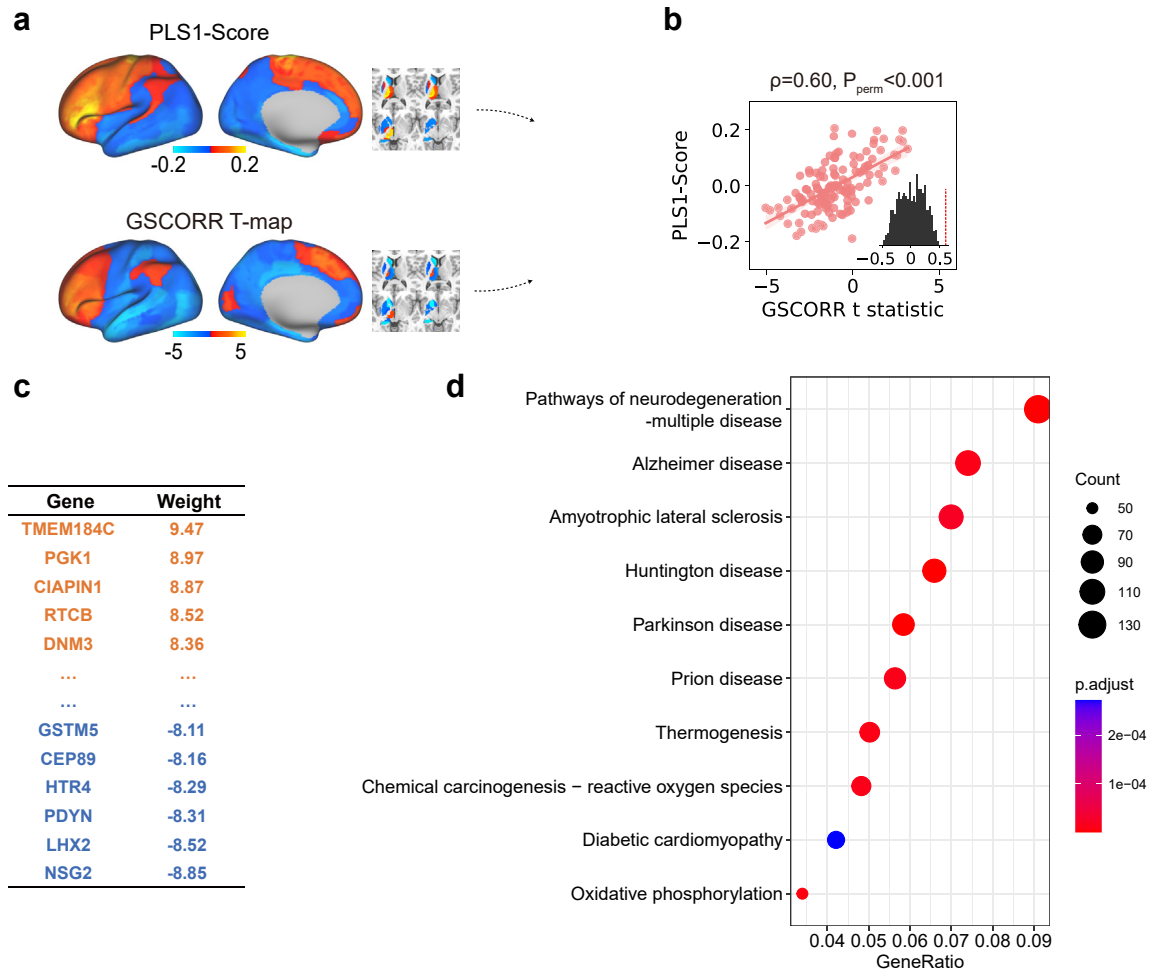 a
PLS1-Score
-0.2 0.2
GSCORR T-map
-5 5
b
ρ=0.60, Pperm<0.001
PLS1-Score
0.2
0.0
−0.2
−0.5 0 0.5
−5 0 5
GSCORR t statistic
c
Gene Weight
TMEM184C 9.47
PGK1 8.97
CIAPIN1 8.87
RTCB 8.52
DNM3 8.36
... ...
... ...
GSTM5 -8.11
CEP89 -8.16
HTR4 -8.29
PDYN -8.31
LHX2 -8.52
NSG2 -8.85
d
Pathways of neurodegeneration
-multiple disease
Alzheimer disease
Amyotrophic lateral sclerosis
Huntington disease
Parkinson disease
Prion disease
Thermogenesis
Chemical carcinogenesis − reactive oxygen species
Diabetic cardiomyopathy
Oxidative phosphorylation
0.04 0.05 0.06 0.07 0.08 0.09
GeneRatio
Count
50
70
90
110
130
p.adjust
2e−04
1e−04